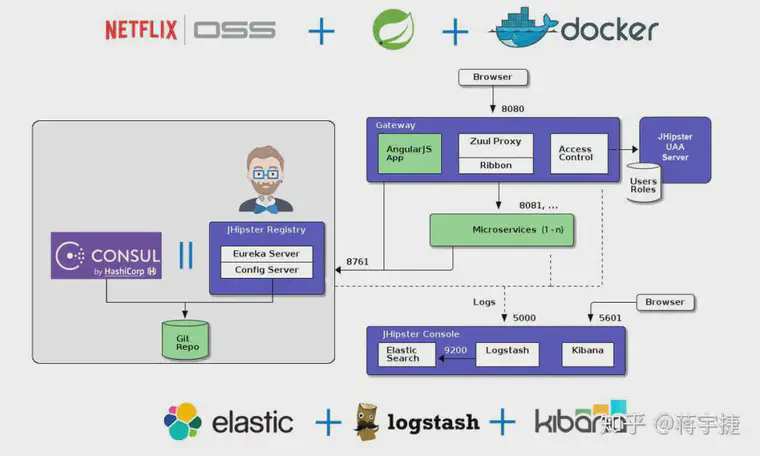 NETFLIX | OSS + + docker
Browser
8080
Gateway
AngularJS
App
Zuul Proxy
Ribbon
Access
Control
JHipster
UAA
Server
Users
Roles
8081, ...
Microservices (1 - n)
JHipster Registry
Eureka Server
Config Server
8761
CONSUL
by HashiCorp
Git
Repo
Logs
5000
5601
Browser
JHipster Console
Elastic
Search
9200
Logstash
Kibana
elastic + logstash + kibana
知乎 @蒋宇捷